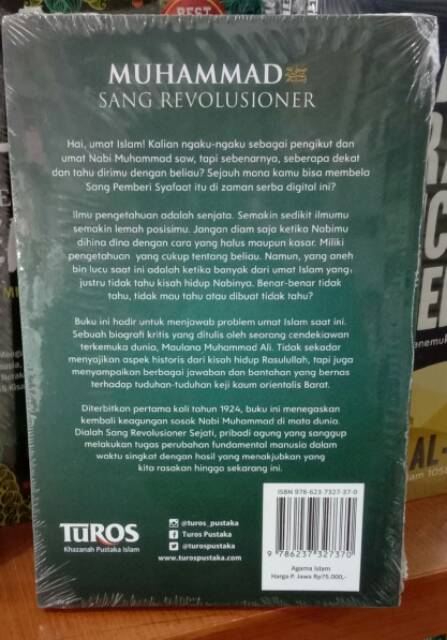 BEST
MUHAMMAD ﷺ
SANG REVOLUSIONER
Hai, umat Islam! Kalian ngaku-ngaku sebagai pengikut dan
umat Nabi Muhammad saw, tapi sebenarnya, seberapa dekat
dan tahu dirimu dengan beliau? Sejauh mana kamu bisa membela
Sang Pemberi Syafaat itu di zaman serba digital ini?
Ilmu pengetahuan adalah senjata. Semakin sedikit ilmumu
semakin lemah posisimu. Jangan diam saja ketika Nabimu
dihina dina dengan cara yang halus maupun kasar. Miliki
pengetahuan yang cukup tentang beliau. Namun, yang aneh
bin lucu saat ini adalah ketika banyak dari umat Islam yang,
justru tidak tahu kisah hidup Nabinya. Benar-benar tidak
tahu, tidak mau tahu atau dibuat tidak tahu?
Buku ini hadir untuk menjawab problem umat Islam saat ini.
Sebuah biografi kritis yang ditulis oleh seorang cendekiawan
terkemuka dunia, Maulana Muhammad Ali. Tidak sekadar
menyajikan aspek historis dari kisah hidup Rasulullah, tapi juga
menyampaikan berbagai jawaban dan bantahan yang bernas
terhadap tuduhan-tuduhan keji kaum orientalis Barat.
Diterbitkan pertama kali tahun 1924, buku ini menegaskan
kembali keagungan sosok Nabi Muhammad di mata dunia.
Dialah Sang Revolusioner Sejati, pribadi agung yang sanggup
melakukan tugas perubahan fundamental manusia dalam
waktu singkat dengan hasil yang menakjubkan yang
kita rasakan hingga sekarang ini.
TUROS
Khazanah Pustaka Islam
@turos_pustaka
Turos Pustaka
@turospustaka
www.turospustaka.com
ISBN 978-623-7327-37-0
9 786237 327370
Agama Islam
Harga P. Jawa Rp75.000,-
AL-